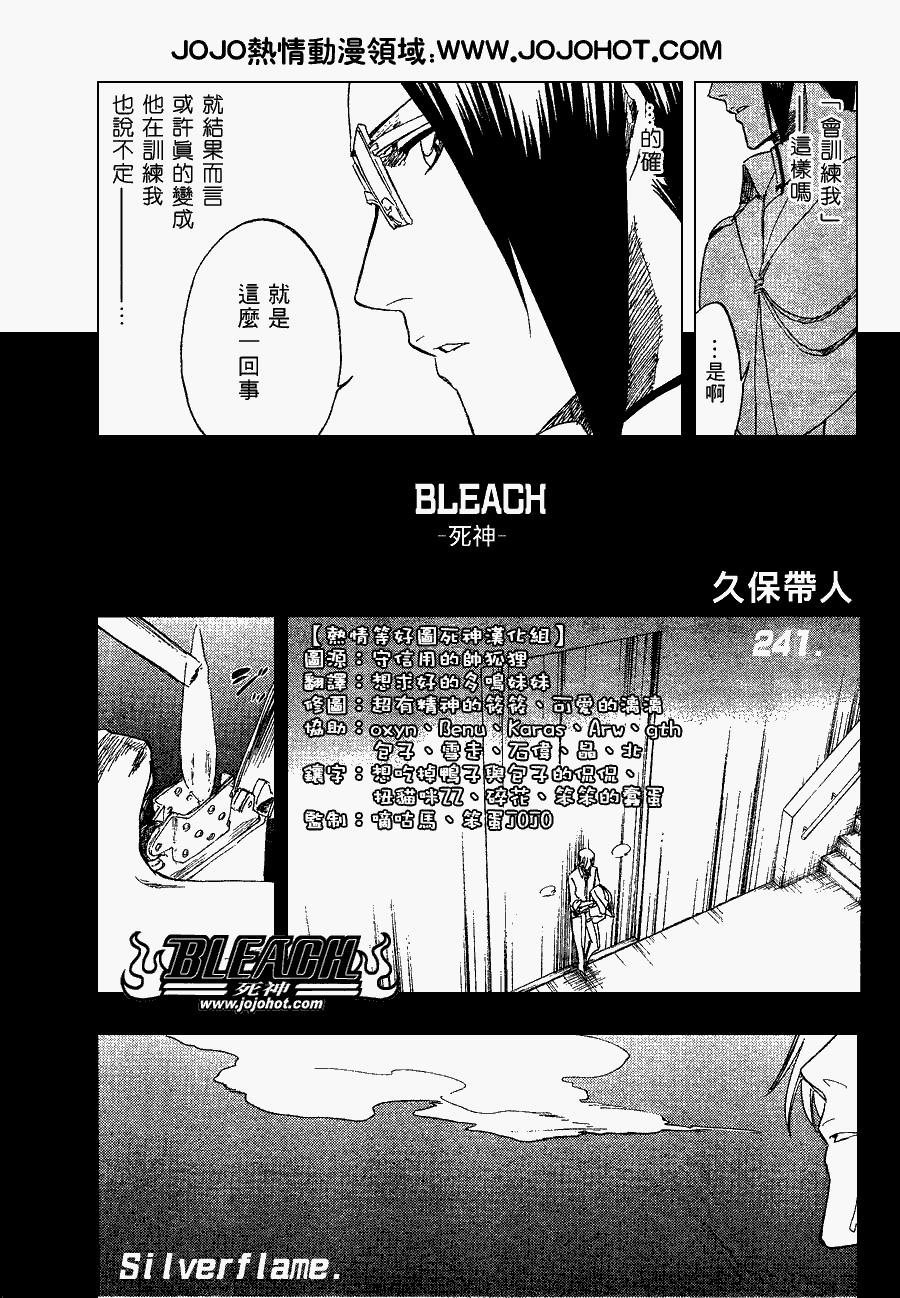 JOJO熱情動漫領域:WWW.JOJOHOT.COM
「會訓練我」
——這樣嗎
…是啊
…的確
就是
這麼一回事
就結果而言
或許真的變成
他在訓練我
也說不定
———…
BLEACH
-死神-
久保帶人
241.
【熱情等好圖死神漢化組】
圖源：守信用的帥狐狸
翻譯：想求好的多鳴妹妹
修圖：超有精神的筱筱、可愛的滴滴
協助：oxyn、Benu、Karas、Arw、gth
包子、雪走、石偉、晶、北
鑲字：想吃掉鴨子與包子的侃侃、
扭貓咪ZZ、碎花、笨笨的蠢蛋
監制：嘀咕馬、笨蛋JOJO
BLEACH
死神
www.jojohot.com
Silverflame.